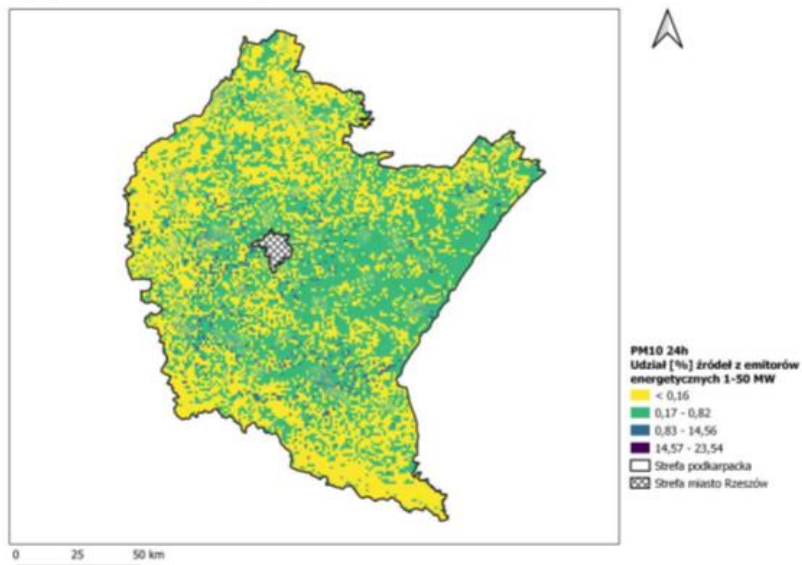 PM10 24h
Udział [%] źródeł z emitorów
energetycznych 1-50 MW
< 0,16
0,17 - 0,82
0,83 - 14,56
14,57 - 23,54
Strefa podkarpacka
Strefa miasto Rzeszów
0 25 50 km